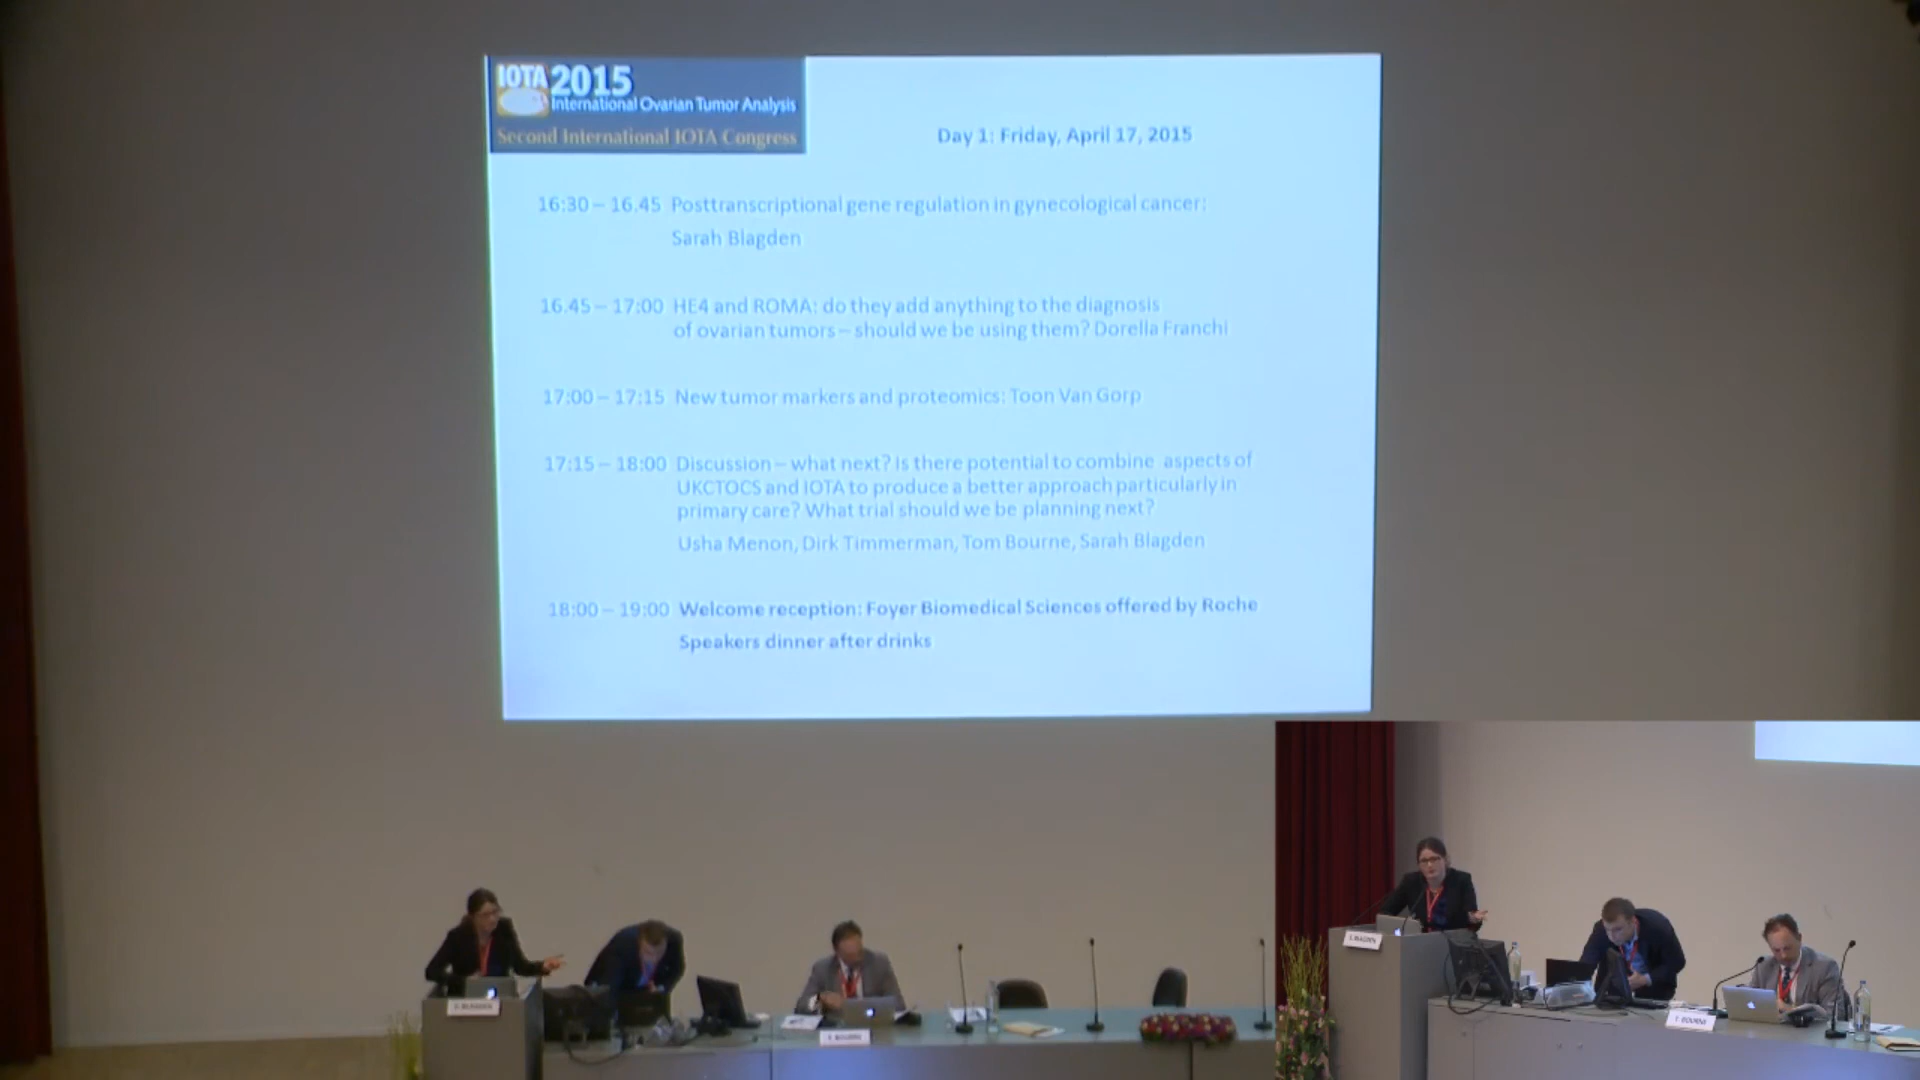 IOTA 2015
International Ovarian Tumor Analysis
Second International IOTA Congress
Day 1: Friday, April 17, 2015
16:30 – 16.45 Posttranscriptional gene regulation in gynecological cancer:
Sarah Blagden
16.45 – 17:00 HE4 and ROMA: do they add anything to the diagnosis
of ovarian tumors – should we be using them? Dorella Franchi
17:00 – 17:15 New tumor markers and proteomics: Toon Van Gorp
17:15 – 18:00 Discussion – what next? Is there potential to combine aspects of
UKCTOCS and IOTA to produce a better approach particularly in
primary care? What trial should we be planning next?
Usha Menon, Dirk Timmerman, Tom Bourne, Sarah Blagden
18:00 – 19:00 Welcome reception: Foyer Biomedical Sciences offered by Roche
Speakers dinner after drinks
S. BLAGDEN
T. BOURNE
S. BLAGDEN
T. BOURNE